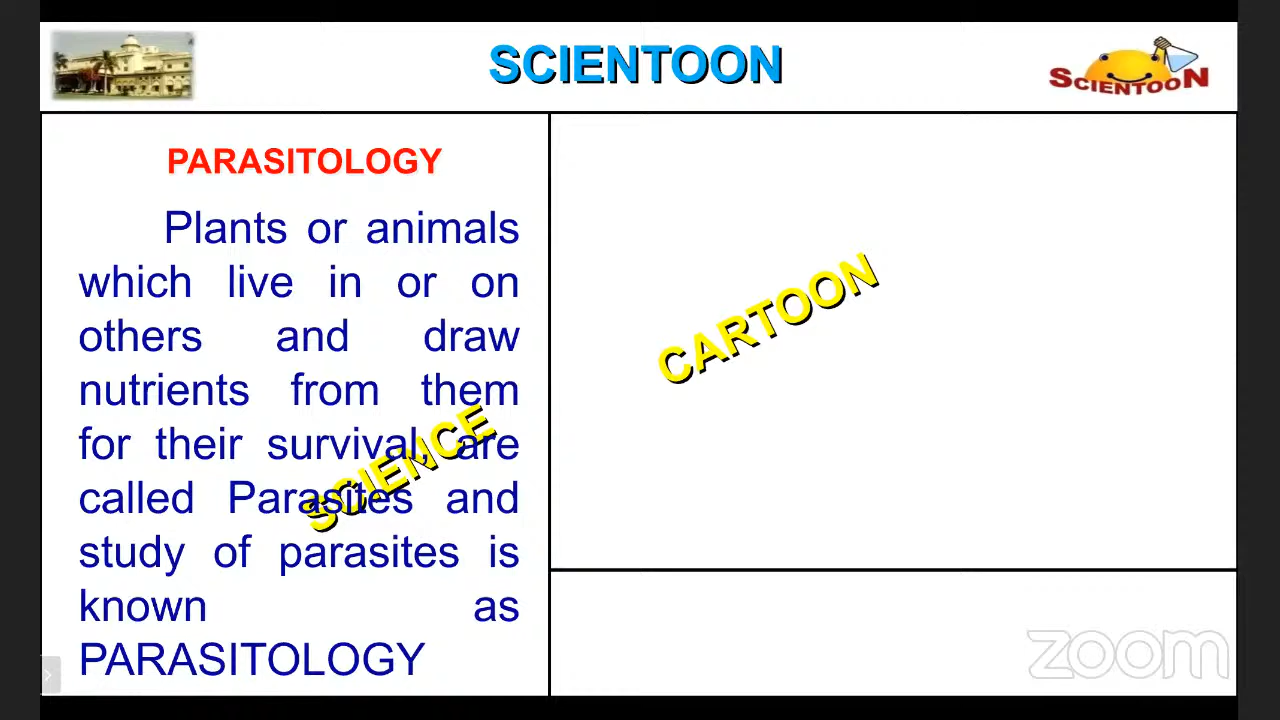 SCIENTOON
SCIENTOON
PARASITOLOGY
Plants or animals
which live in or on
others and draw
nutrients from them
for their survival, are
called Parasites and
study of parasites is
known as
PARASITOLOGY
SCIENCE
CARTOON
zoom